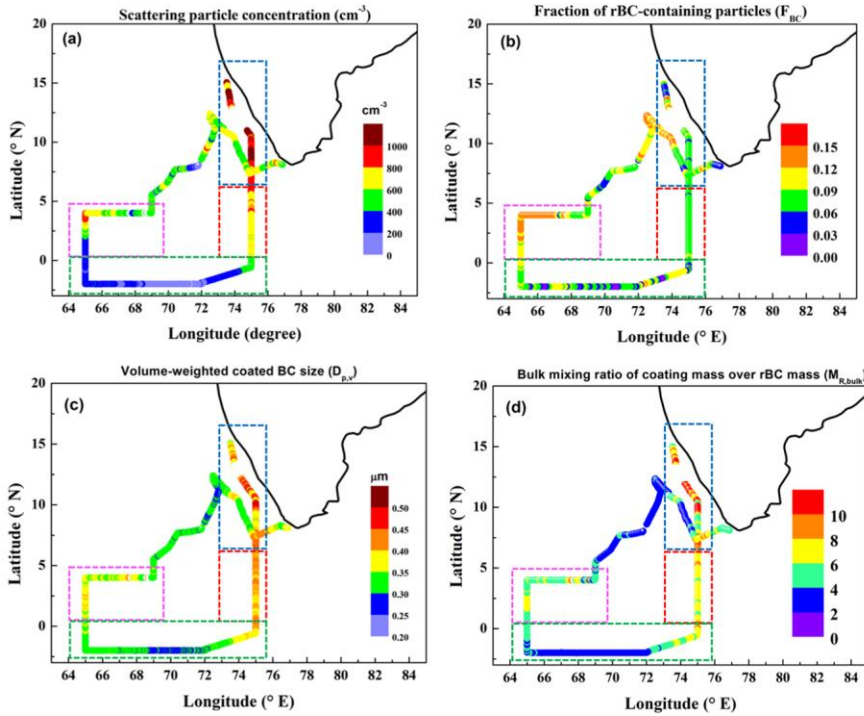 Scattering particle concentration (cm⁻³)
(a)
cm⁻³
1000
800
600
400
200
0
Latitude (° N)
20
15
10
5
0
64 66 68 70 72 74 76 78 80 82 84
Longitude (degree)
Fraction of rBC-containing particles (F_BC)
(b)
0.15
0.12
0.09
0.06
0.03
0.00
Latitude (° N)
20
15
10
5
0
64 66 68 70 72 74 76 78 80 82 84
Longitude (° E)
Volume-weighted coated BC size (D_p,v)
(c)
μm
0.50
0.45
0.40
0.35
0.30
0.25
0.20
Latitude (° N)
20
15
10
5
0
64 66 68 70 72 74 76 78 80 82 84
Longitude (° E)
Bulk mixing ratio of coating mass over rBC mass (M_R,bulk)
(d)
10
8
6
4
2
0
Latitude (° N)
20
15
10
5
0
64 66 68 70 72 74 76 78 80 82 84
Longitude (° E)